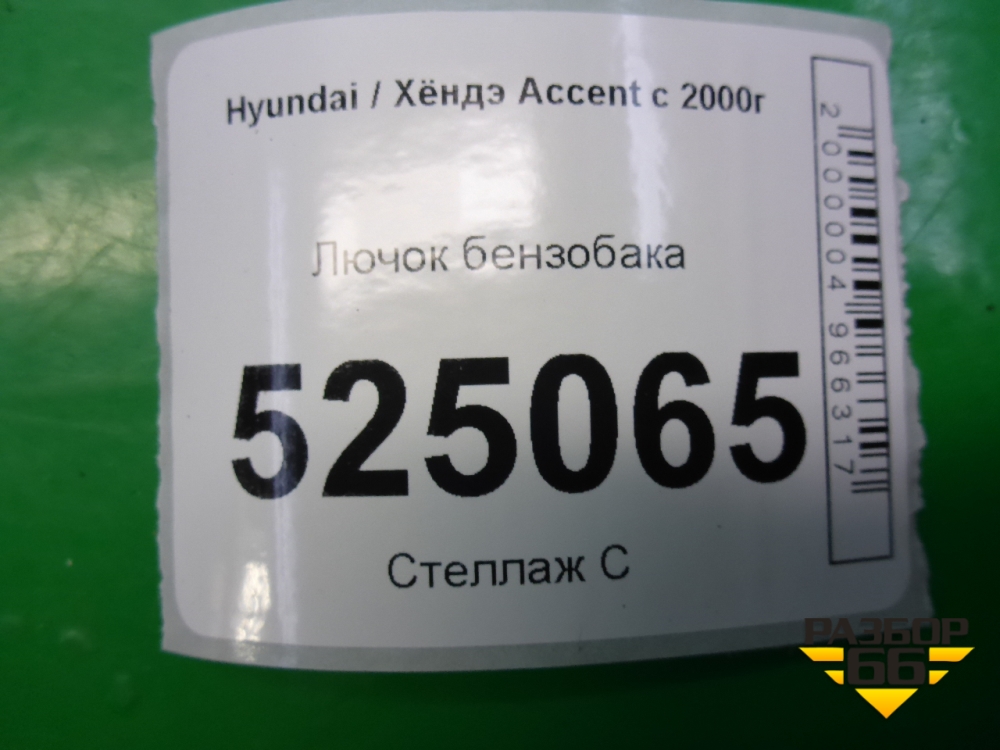 Hyundai / Хёндэ Accent с 2000г
Лючок бензобака
525065
Стеллаж С
2000004966317
РАЗБОР
66